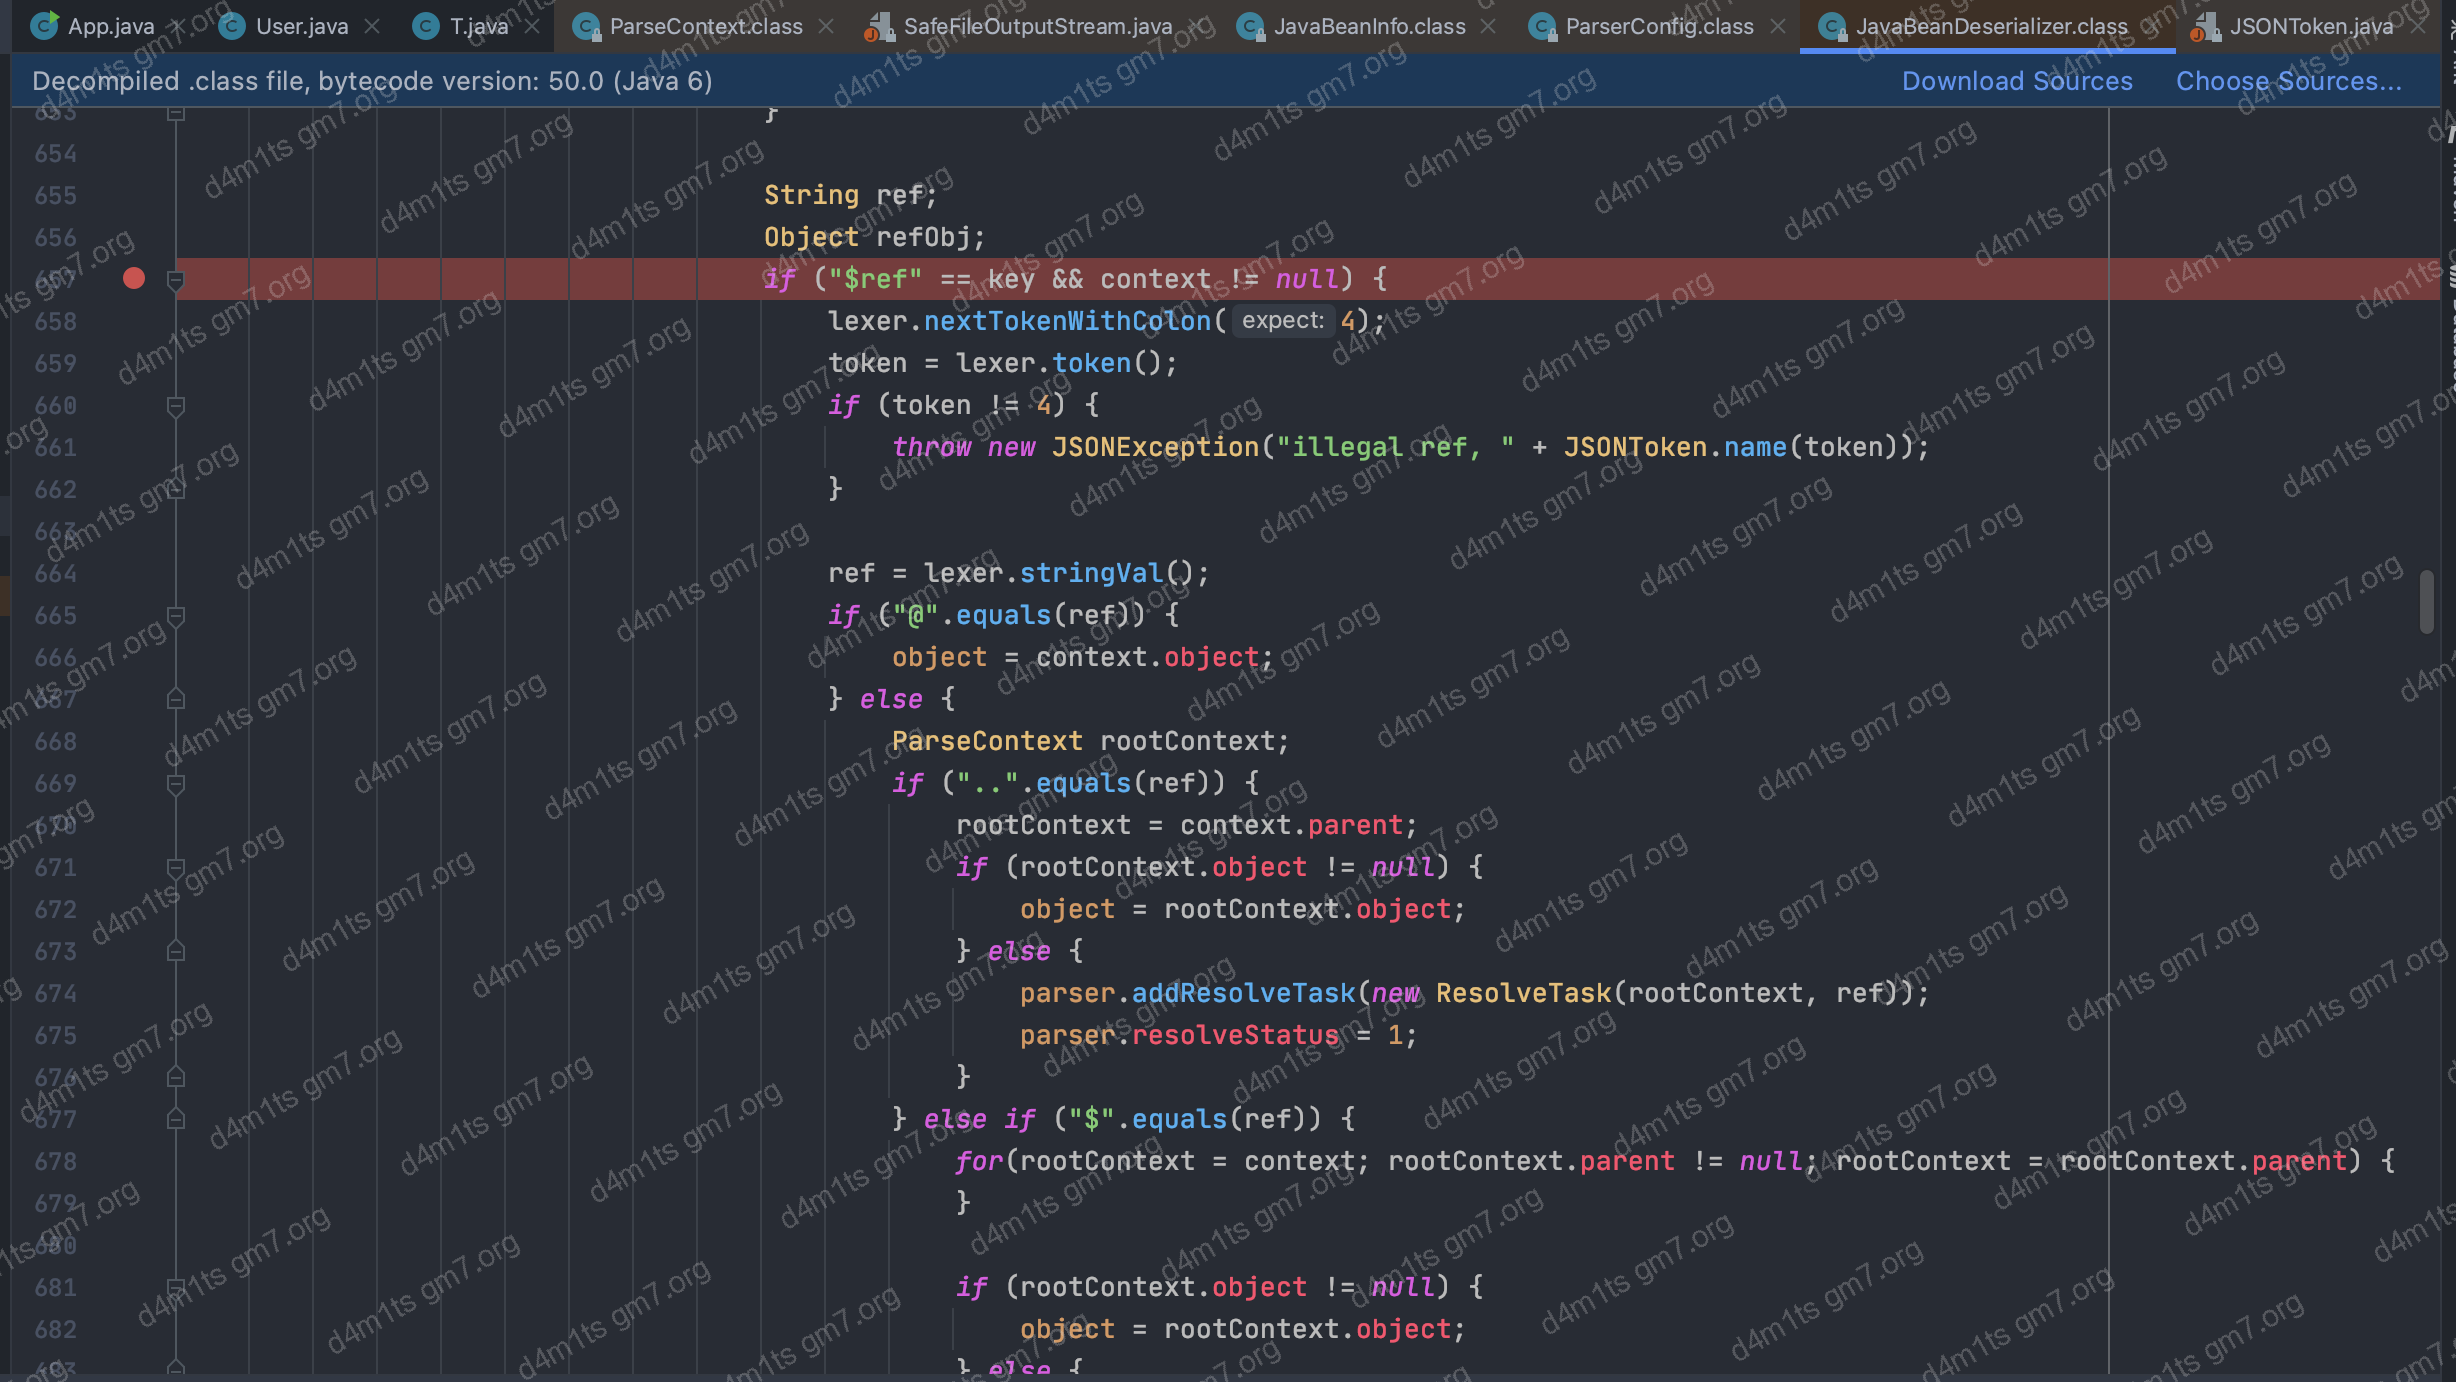 App.java
User.java
T.java
ParseContext.class
SafeFileOutputStream.java
JavaBeanInfo.class
ParserConfig.class
JavaBeanDeserializer.class
JSONToken.java
Decompiled .class file, bytecode version: 50.0 (Java 6)
Download Sources
Choose Sources...
653 }
654
655 String ref;
656 Object refObj;
657 if ("$ref" == key && context != null) {
658 lexer.nextTokenWithColon( expect: 4);
659 token = lexer.token();
660 if (token != 4) {
661 throw new JSONException("illegal ref, " + JSONToken.name(token));
662 }
663
664 ref = lexer.stringVal();
665 if ("@".equals(ref)) {
666 object = context.object;
667 } else {
668 ParseContext rootContext;
669 if ("..".equals(ref)) {
670 rootContext = context.parent;
671 if (rootContext.object != null) {
672 object = rootContext.object;
673 } else {
674 parser.addResolveTask(new ResolveTask(rootContext, ref));
675 parser.resolveStatus = 1;
676 }
677 } else if ("$".equals(ref)) {
678 for(rootContext = context; rootContext.parent != null; rootContext = rootContext.parent) {
679 }
680
681 if (rootContext.object != null) {
682 object = rootContext.object;
683 } else {
d4m1ts gm7.org